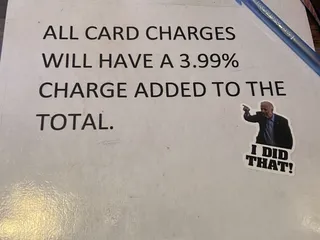 ALL CARD CHARGES
WILL HAVE A 3.99%
CHARGE ADDED TO THE
TOTAL.
I DID
THAT!